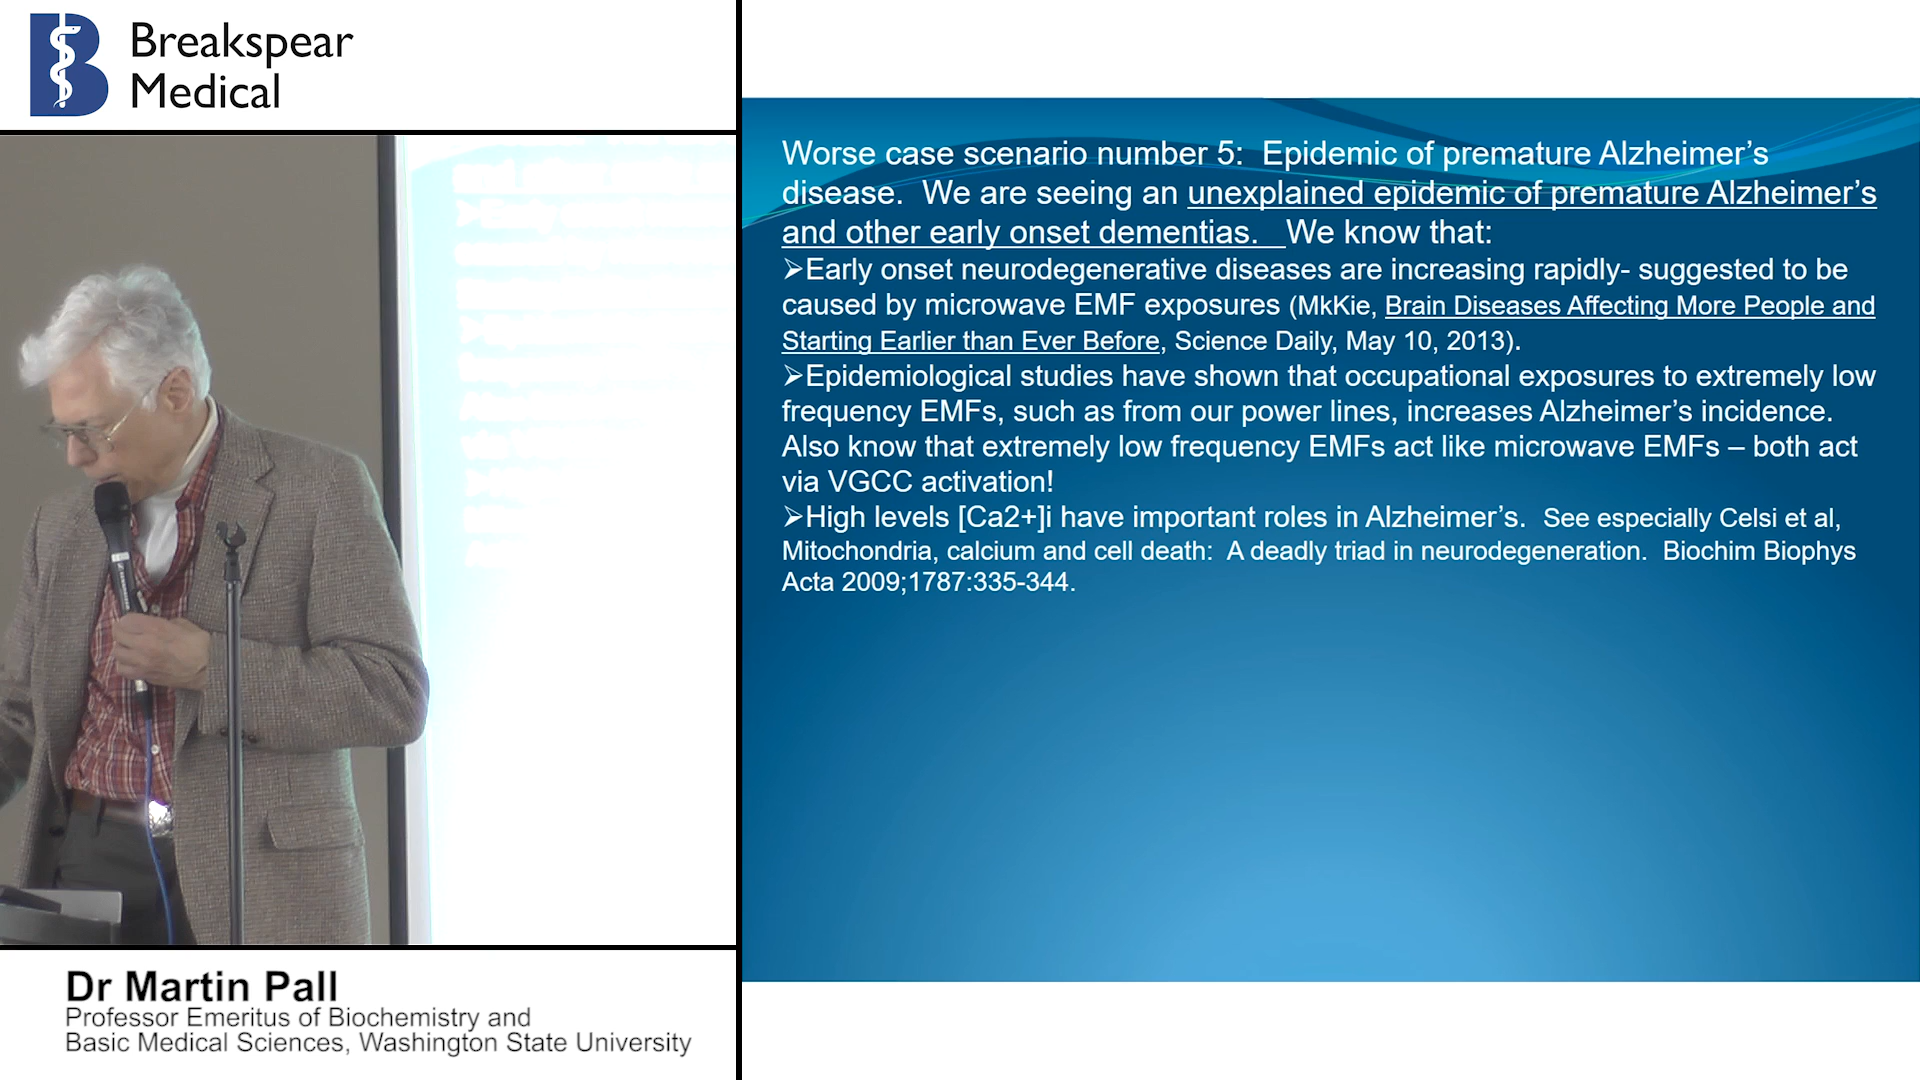 Breakspear
Medical
Worse case scenario number 5:  Epidemic of premature Alzheimer’s
disease.  We are seeing an unexplained epidemic of premature Alzheimer’s
and other early onset dementias.   We know that:
➢Early onset neurodegenerative diseases are increasing rapidly- suggested to be
caused by microwave EMF exposures (MkKie, Brain Diseases Affecting More People and
Starting Earlier than Ever Before, Science Daily, May 10, 2013).
➢Epidemiological studies have shown that occupational exposures to extremely low
frequency EMFs, such as from our power lines, increases Alzheimer’s incidence.
Also know that extremely low frequency EMFs act like microwave EMFs – both act
via VGCC activation!
➢High levels [Ca2+]i have important roles in Alzheimer’s.  See especially Celsi et al,
Mitochondria, calcium and cell death:  A deadly triad in neurodegeneration.  Biochim Biophys
Acta 2009;1787:335-344.
Dr Martin Pall
Professor Emeritus of Biochemistry and
Basic Medical Sciences, Washington State University